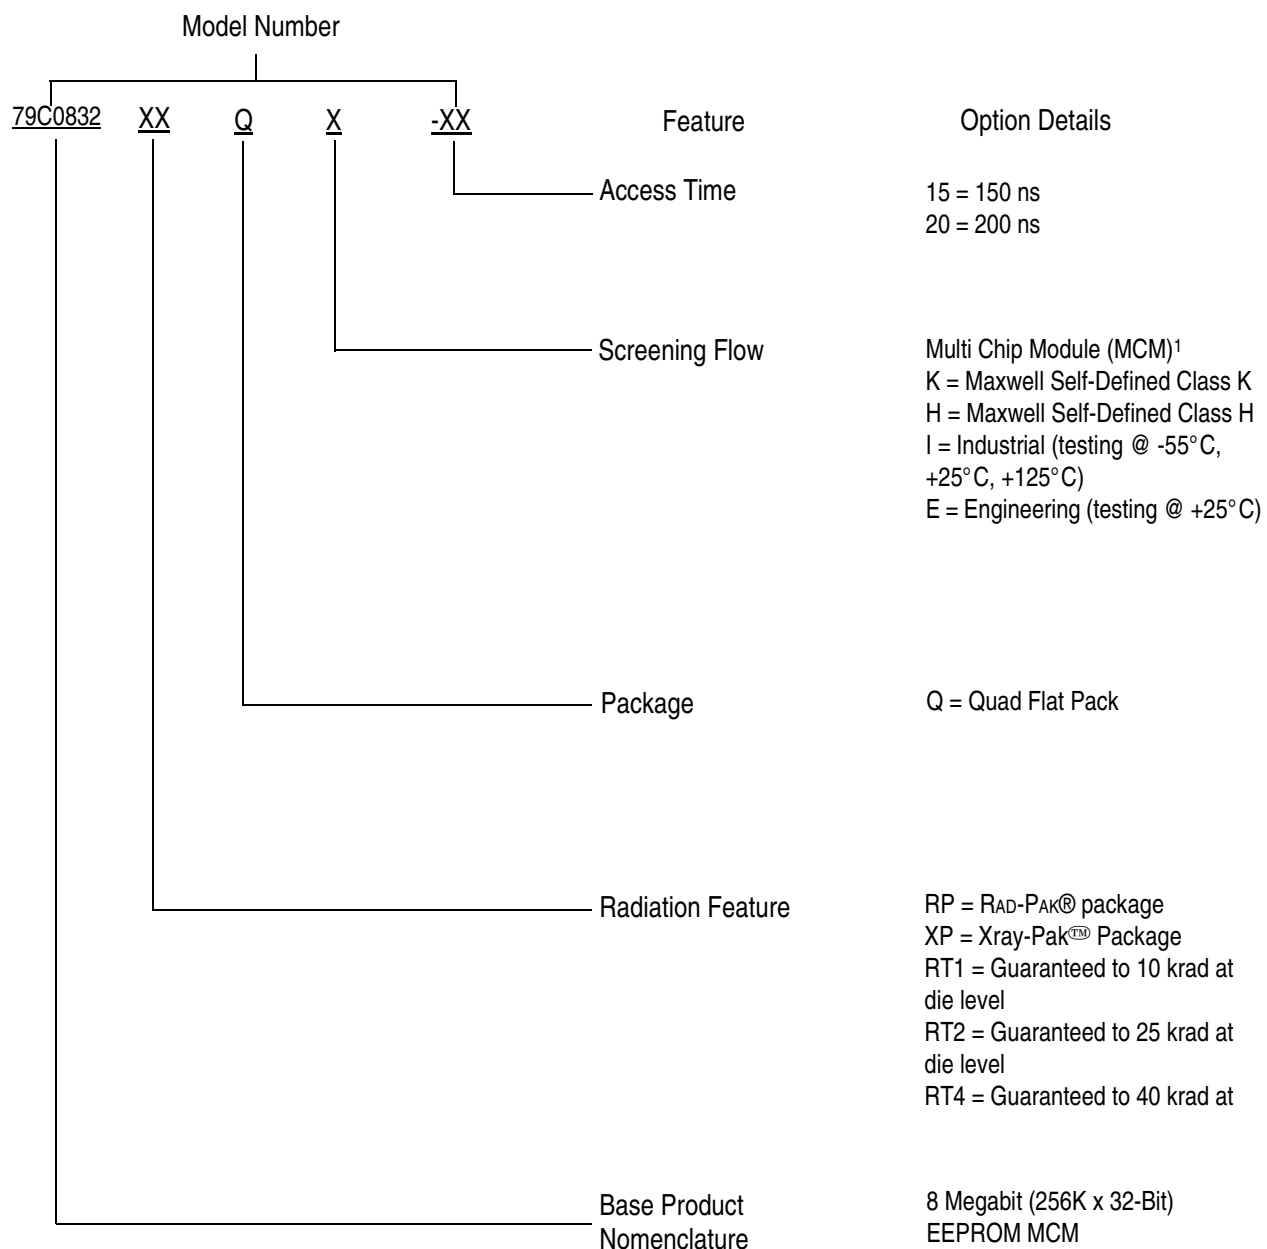 Model Number
79C0832 XX Q X -XX Feature Option Details
Access Time
15 = 150 ns
20 = 200 ns
Screening Flow
Multi Chip Module (MCM)1
K = Maxwell Self-Defined Class K
H = Maxwell Self-Defined Class H
I = Industrial (testing @ -55°C,
+25°C, +125°C)
E = Engineering (testing @ +25°C)
Package
Q = Quad Flat Pack
Radiation Feature
RP = RAD-PAK® package
XP = Xray-Pak™ Package
RT1 = Guaranteed to 10 krad at
die level
RT2 = Guaranteed to 25 krad at
die level
RT4 = Guaranteed to 40 krad at
Base Product
Nomenclature
8 Megabit (256K x 32-Bit)
EEPROM MCM